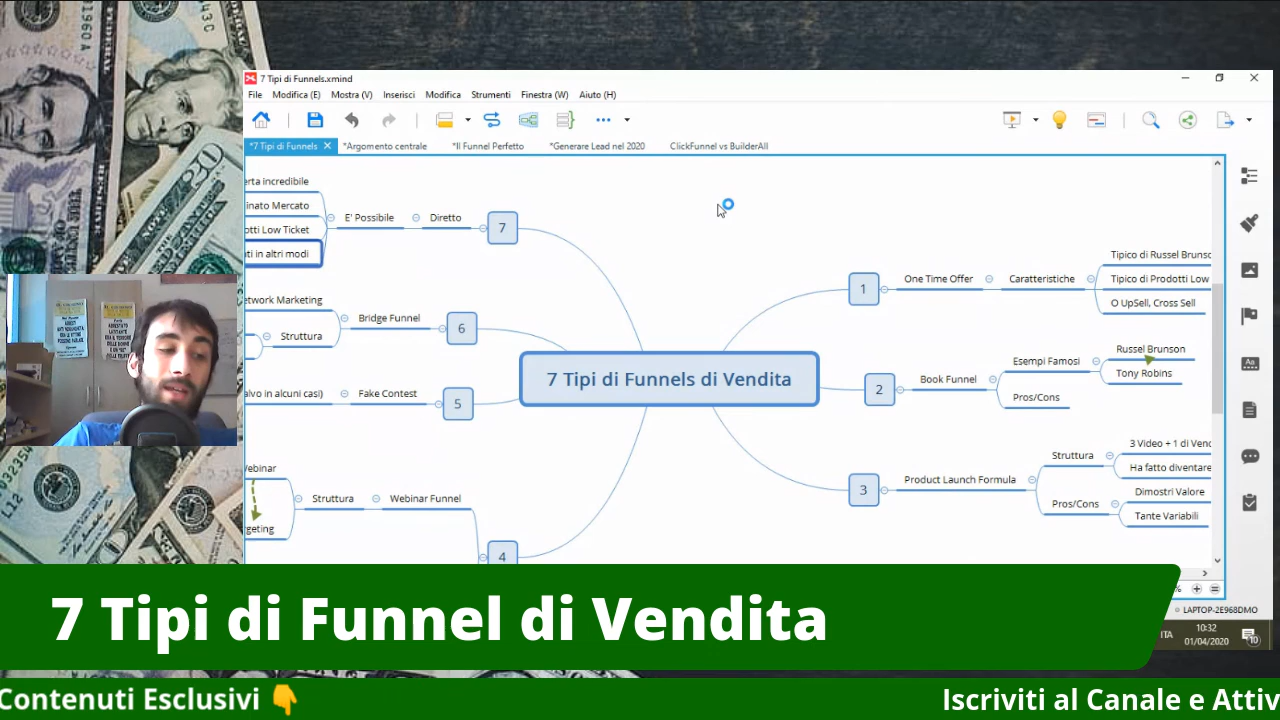 7 Tipi di Funnels.xmind
File Modifica (E) Mostra (V) Inserisci Modifica Strumenti Finestra (W) Aiuto (H)
*7 Tipi di Funnels *Argomento centrale *Il Funnel Perfetto *Generare Lead nel 2020 ClickFunnel vs BuilderAll
erta incredibile
inato Mercato
otti Low Ticket
ti in altri modi
E' Possibile
Diretto
7
etwork Marketing
Struttura
Bridge Funnel
6
alvo in alcuni casi)
Fake Contest
5
Webinar
rgeting
Struttura
Webinar Funnel
4
7 Tipi di Funnels di Vendita
1
One Time Offer
Caratteristiche
Tipico di Russel Brunso
Tipico di Prodotti Low
O UpSell, Cross Sell
2
Book Funnel
Esempi Famosi
Russel Brunson
Tony Robins
Pros/Cons
3
Product Launch Formula
Struttura
3 Video + 1 di Vend
Ha fatto diventare
Pros/Cons
Dimostri Valore
Tante Variabili
LAPTOP-2E968DMO
ITA
10:32
01/04/2020
10
7 Tipi di Funnel di Vendita
Contenuti Esclusivi 👇
Iscriviti al Canale e Attiv